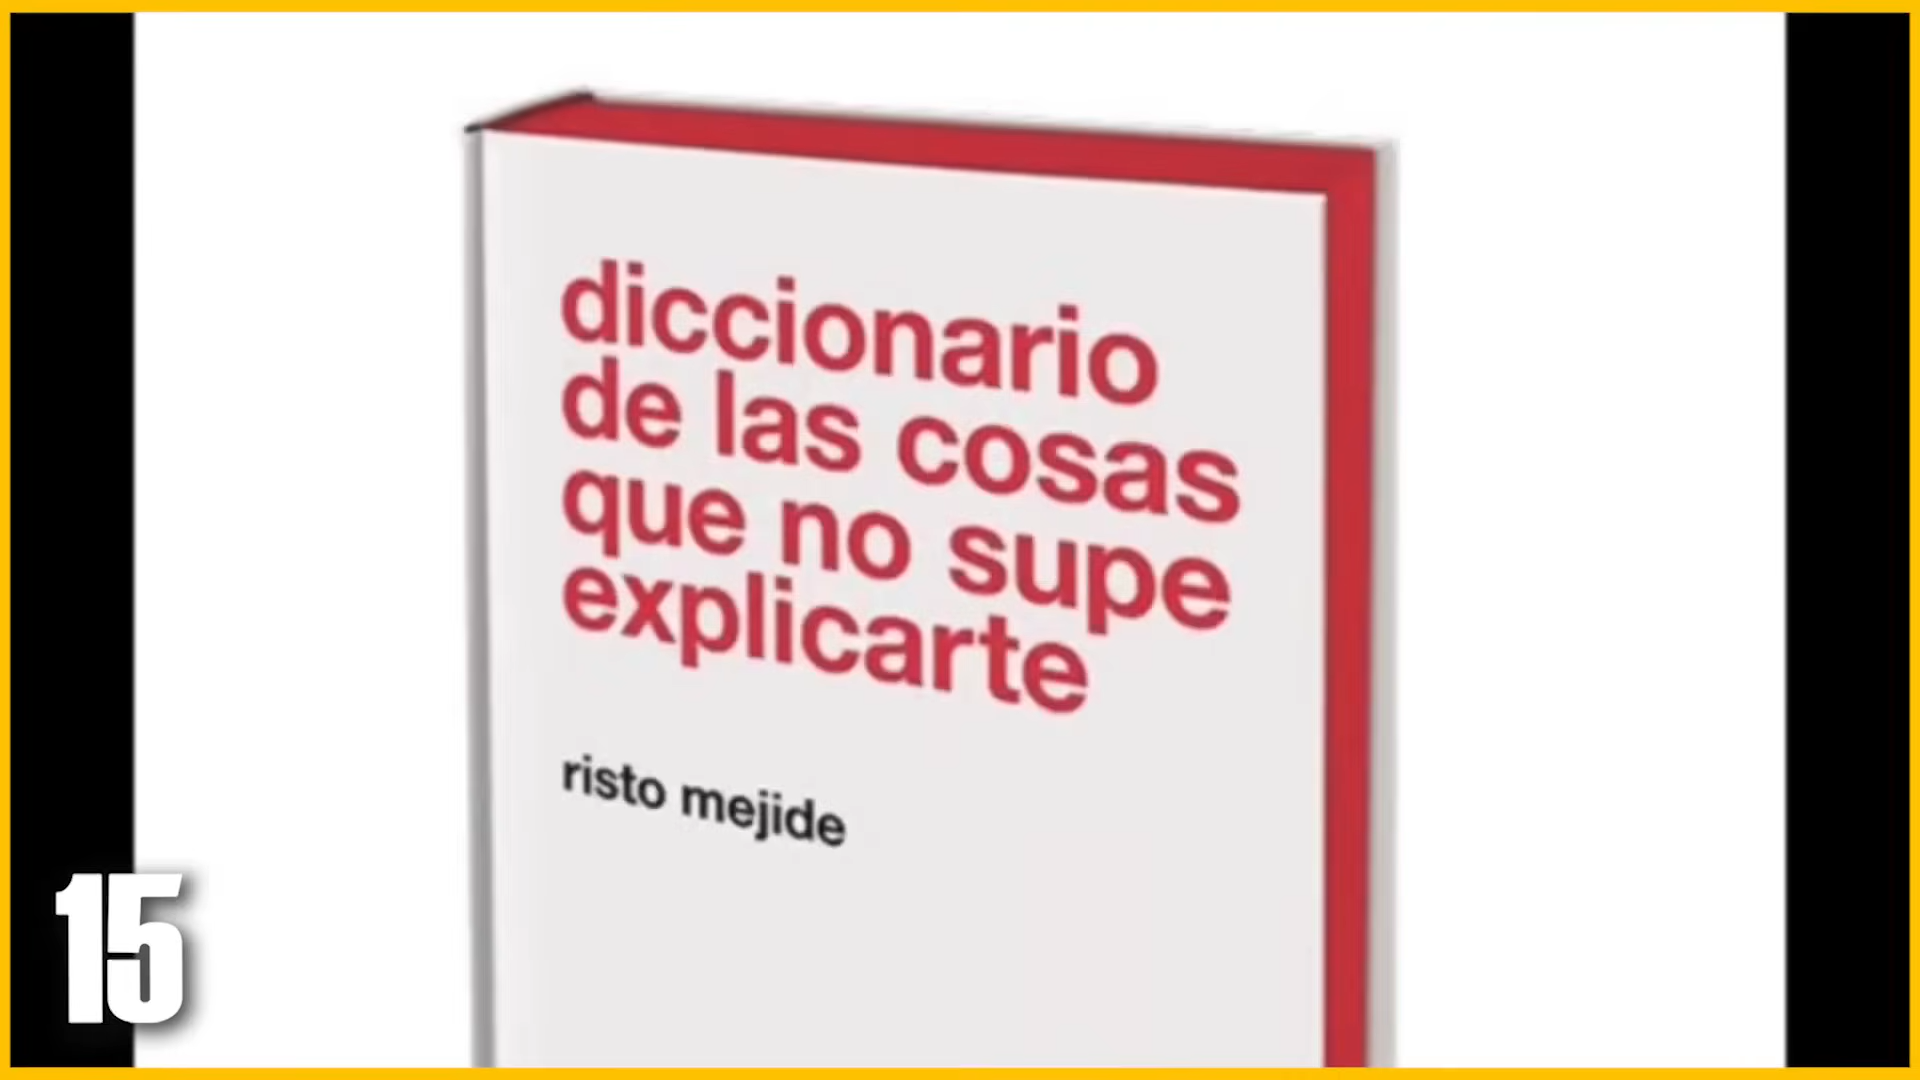 diccionario
de las cosas
que no supe
explicarte
risto mejide
15